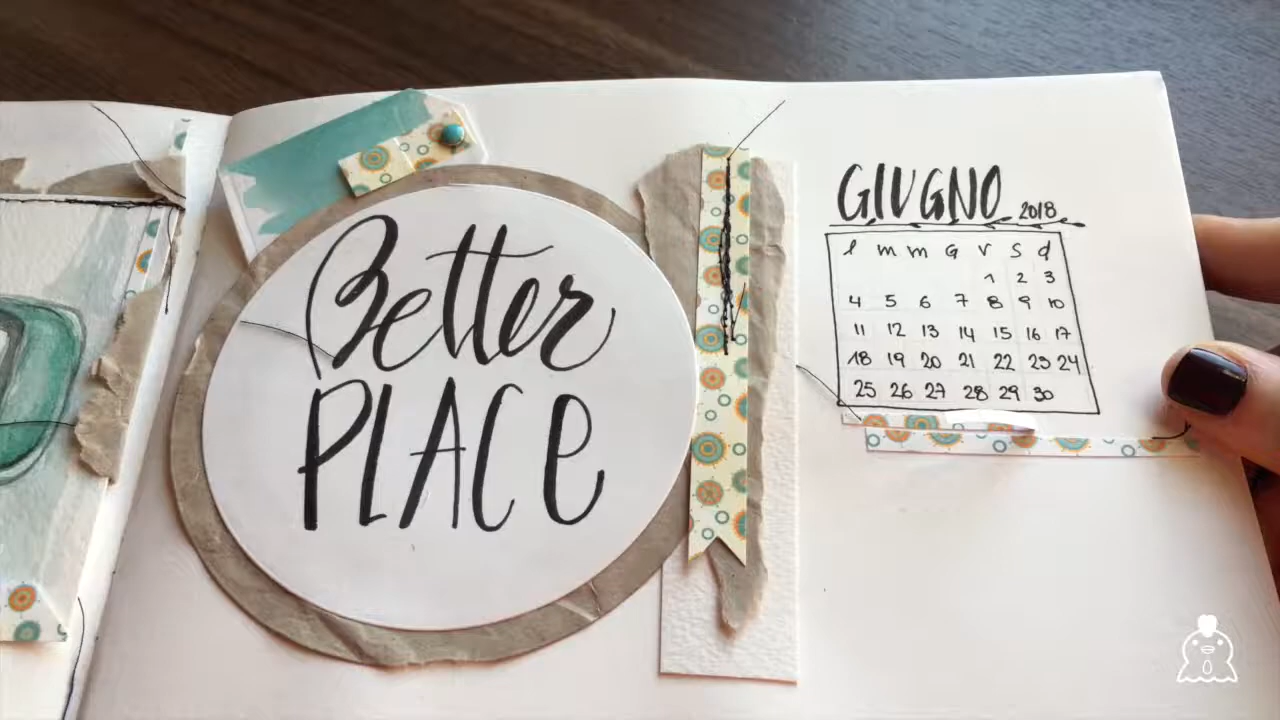 Better
PLACE
GIUGNO 2018
l m m G V S d
1 2 3
4 5 6 7 8 9 10
11 12 13 14 15 16 17
18 19 20 21 22 23 24
25 26 27 28 29 30